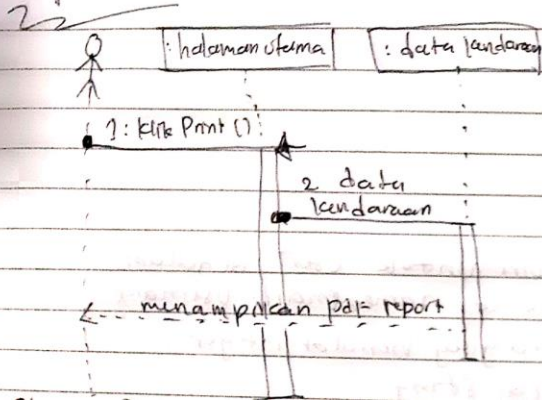 : halaman utama
: data kendaraan
1: Klik Print ()
2 data
kendaraan
menampilkan pdf report